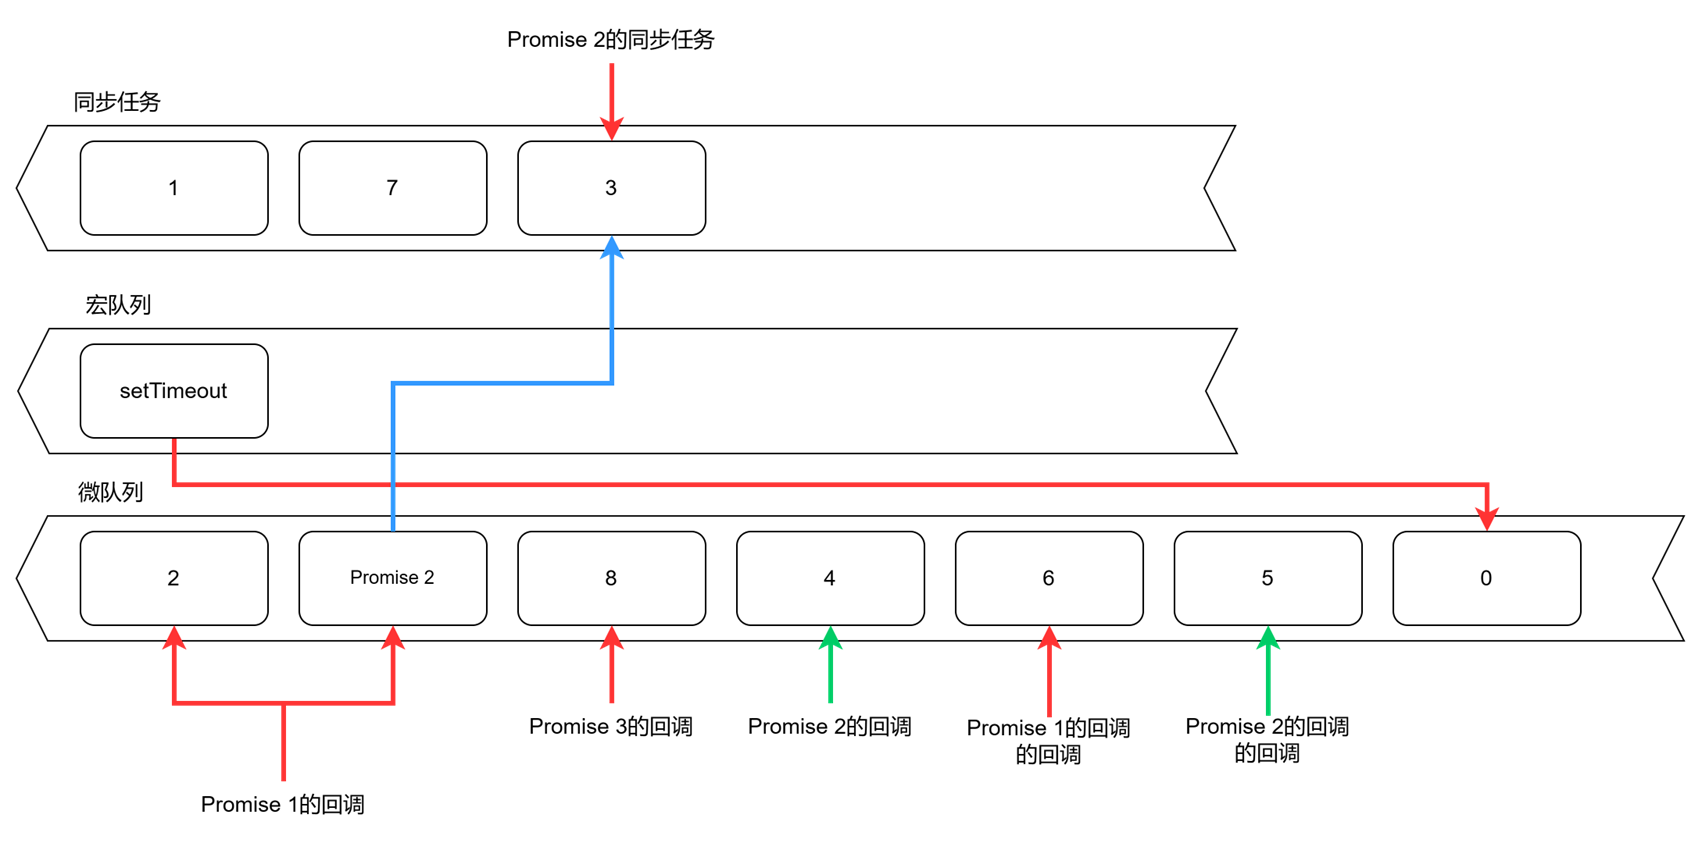 Promise 2的同步任务
同步任务
1
7
3
宏队列
setTimeout
微队列
2
Promise 2
8
4
6
5
0
Promise 3的回调
Promise 2的回调
Promise 1的回调
的回调
Promise 2的回调
的回调
Promise 1的回调